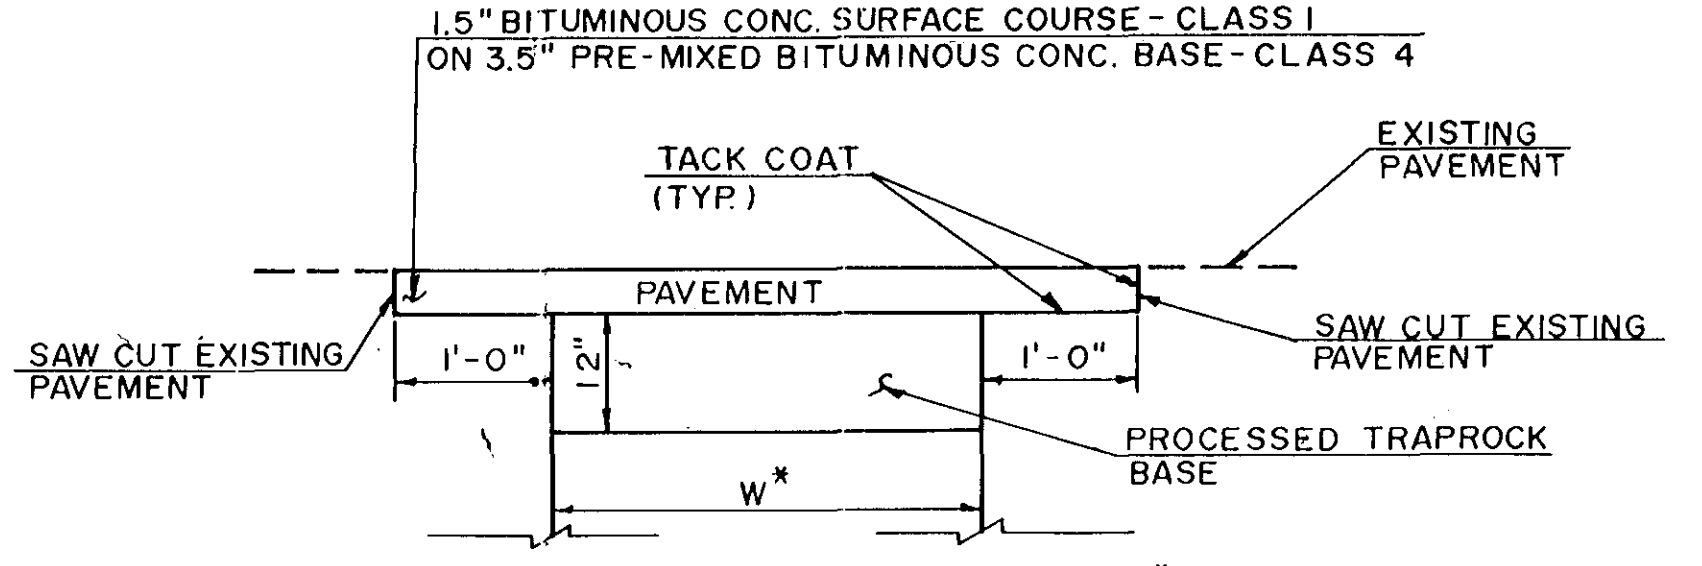 1.5" BITUMINOUS CONC. SURFACE COURSE - CLASS 1
ON 3.5" PRE-MIXED BITUMINOUS CONC. BASE - CLASS 4
EXISTING
PAVEMENT
TACK COAT
(TYP.)
PAVEMENT
SAW CUT EXISTING
PAVEMENT
1'-0"
12"
1'-0"
SAW CUT EXISTING
PAVEMENT
PROCESSED TRAPROCK
BASE
W*